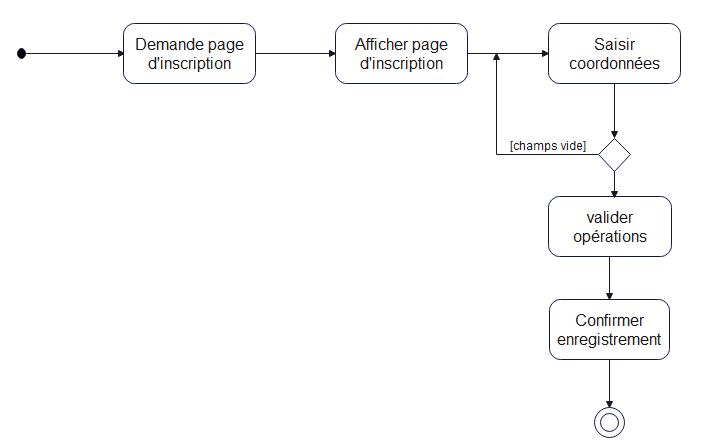 Demande page
d'inscription
Afficher page
d'inscription
Saisir
coordonnées
[champs vide]
valider
opérations
Confirmer
enregistrement